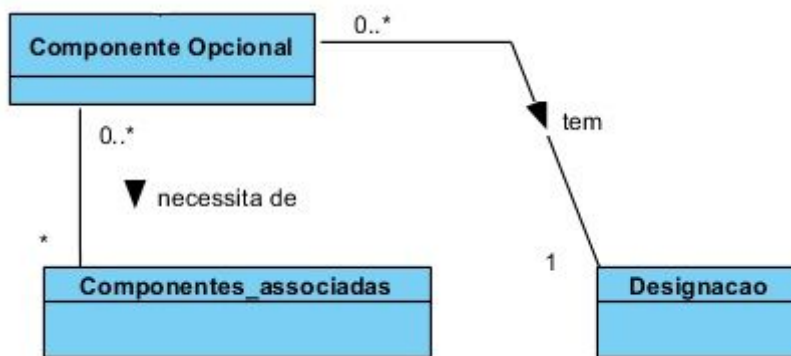 Componente Opcional
0..*
tem
0..*
necessita de
*
1
Componentes_associadas
Designacao